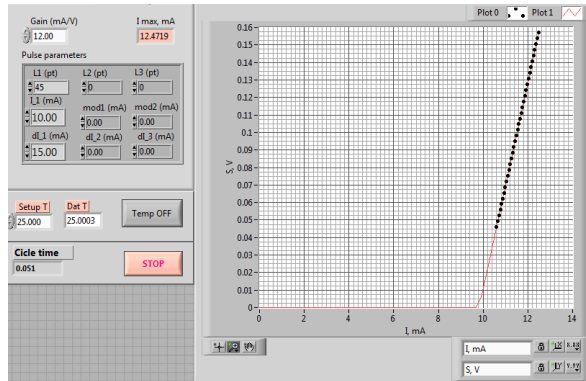 Gain (mA/V) I max, mA
12.00 12.4719
Pulse parameters
L1 (pt) L2 (pt) L3 (pt)
45 0 0
I_1 (mA) mod1 (mA) mod2 (mA)
10.00 0.00 0.00
dI_1 (mA) dI_2 (mA) dI_3 (mA)
15.00 0.00 0.00
Setup T Dat T
25.000 25.0003 Temp OFF
Cicle time
0.051 STOP
Plot 0 Plot 1
0.16
0.15
0.14
0.13
0.12
0.11
0.1
0.09
0.08
0.07
0.06
0.05
0.04
0.03
0.02
0.01
0
S, V
0 2 4 6 8 10 12 14
I, mA
I, mA
S, V